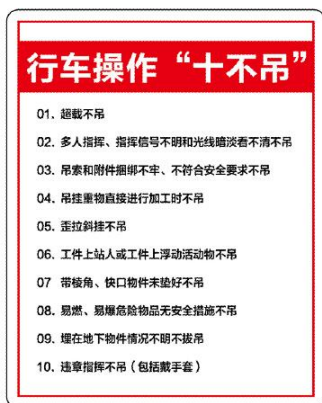 行车操作“十不吊”
01. 超载不吊
02. 多人指挥、指挥信号不明和光线暗淡看不清不吊
03. 吊索和附件捆绑不牢、不符合安全要求不吊
04. 吊挂重物直接进行加工时不吊
05. 歪拉斜挂不吊
06. 工件上站人或工件上浮动活动物不吊
07 带棱角、快口物件未垫好不吊
08. 易燃、易爆危险物品无安全措施不吊
09. 埋在地下物件情况不明不拔吊
10. 违章指挥不吊（包括戴手套）